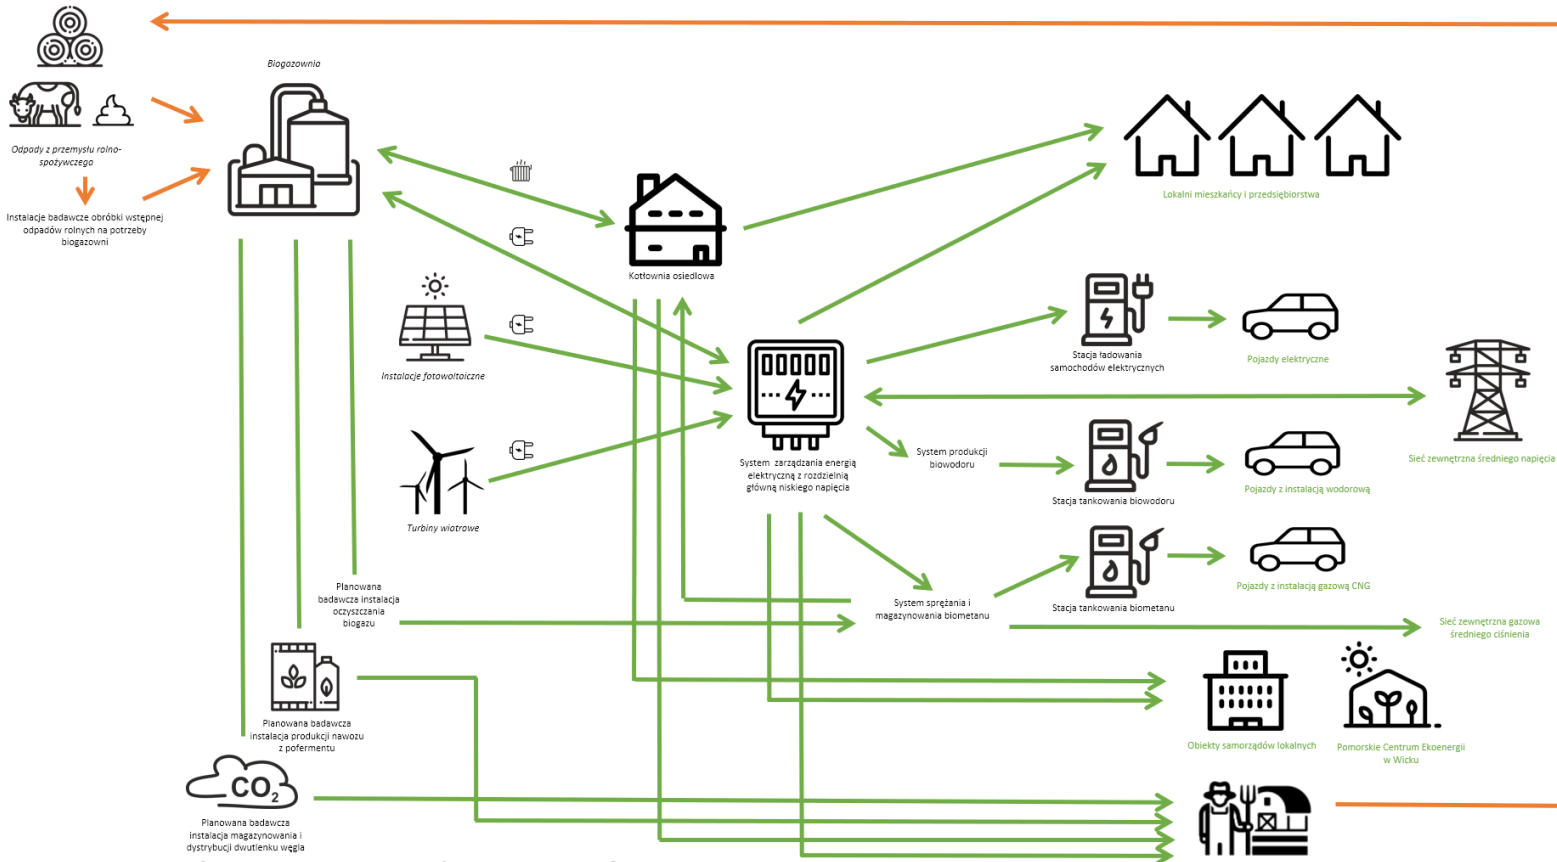 Biogazownia
Odpady z przemysłu rolno-
spożywczego
Instalacje badawcze obróbki wstępnej
odpadów rolnych na potrzeby
biogazowni
Lokalni mieszkańcy i przedsiębiorstwa
Kotłownia osiedlowa
Instalacje fotowoltaiczne
Stacja ładowania
samochodów elektrycznych
Pojazdy elektryczne
Turbiny wiatrowe
System zarządzania energią
elektryczną z rozdzielnią
główną niskiego napięcia
System produkcji
biowodoru
Stacja tankowania biowodoru
Pojazdy z instalacją wodorową
Sieć zewnętrzna średniego napięcia
Planowana
badawcza instalacja
oczyszczania
biogazu
System sprężania i
magazynowania biometanu
Stacja tankowania biometanu
Pojazdy z instalacją gazową CNG
Sieć zewnętrzna gazowa
średniego ciśnienia
Planowana badawcza
instalacja produkcji nawozu
z pofermentu
Obiekty samorządów lokalnych
Pomorskie Centrum Ekoenergii
w Wicku
CO2
Planowana badawcza
instalacja magazynowania i
dystrybucji dwutlenku węgla